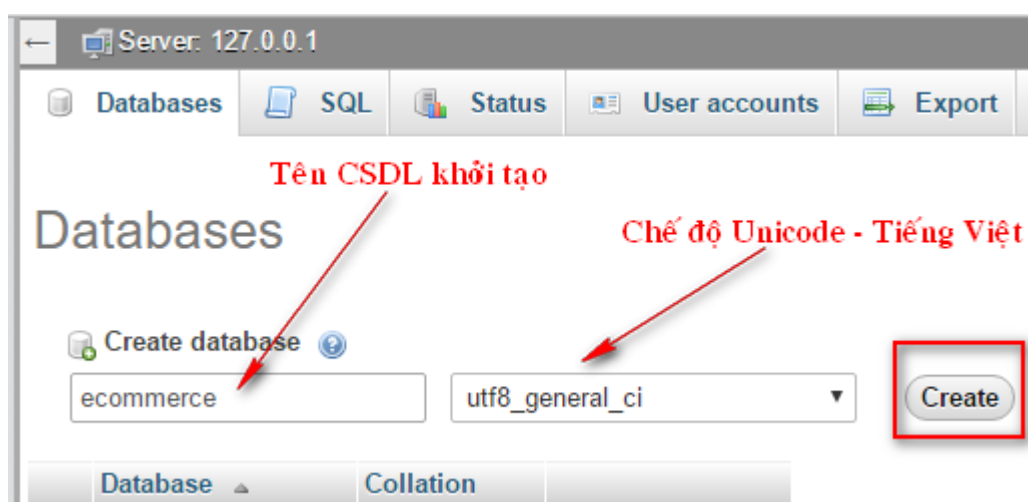 ← Server: 127.0.0.1
Databases SQL Status User accounts Export
Tên CSDL khởi tạo
Databases
Chế độ Unicode - Tiếng Việt
Create database
ecommerce utf8_general_ci Create
Database Collation